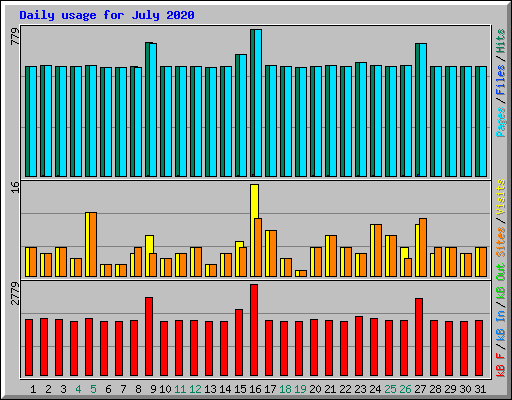 Daily usage for July 2020
779
Pages / Files / Hits
16
Sites / Visits
2779
kB F / kB In / kB Out
1 2 3 4 5 6 7 8 9 10 11 12 13 14 15 16 17 18 19 20 21 22 23 24 25 26 27 28 29 30 31